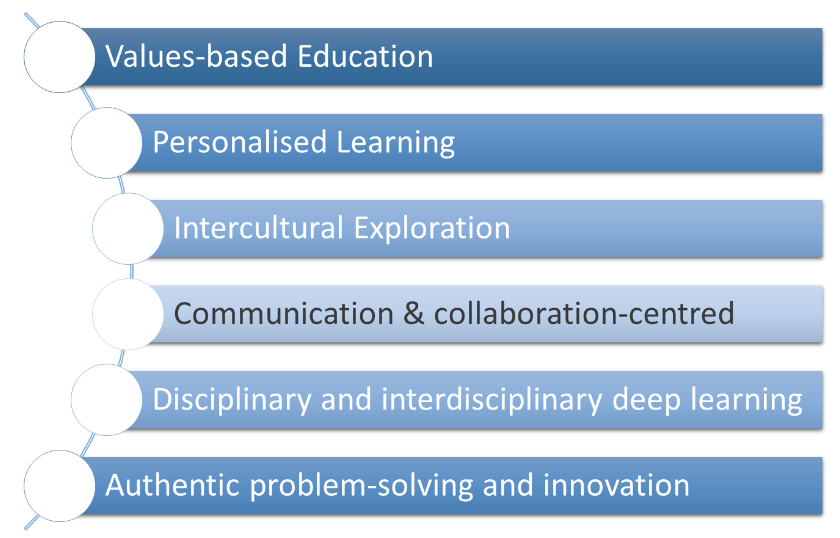 Values-based Education
Personalised Learning
Intercultural Exploration
Communication & collaboration-centred
Disciplinary and interdisciplinary deep learning
Authentic problem-solving and innovation